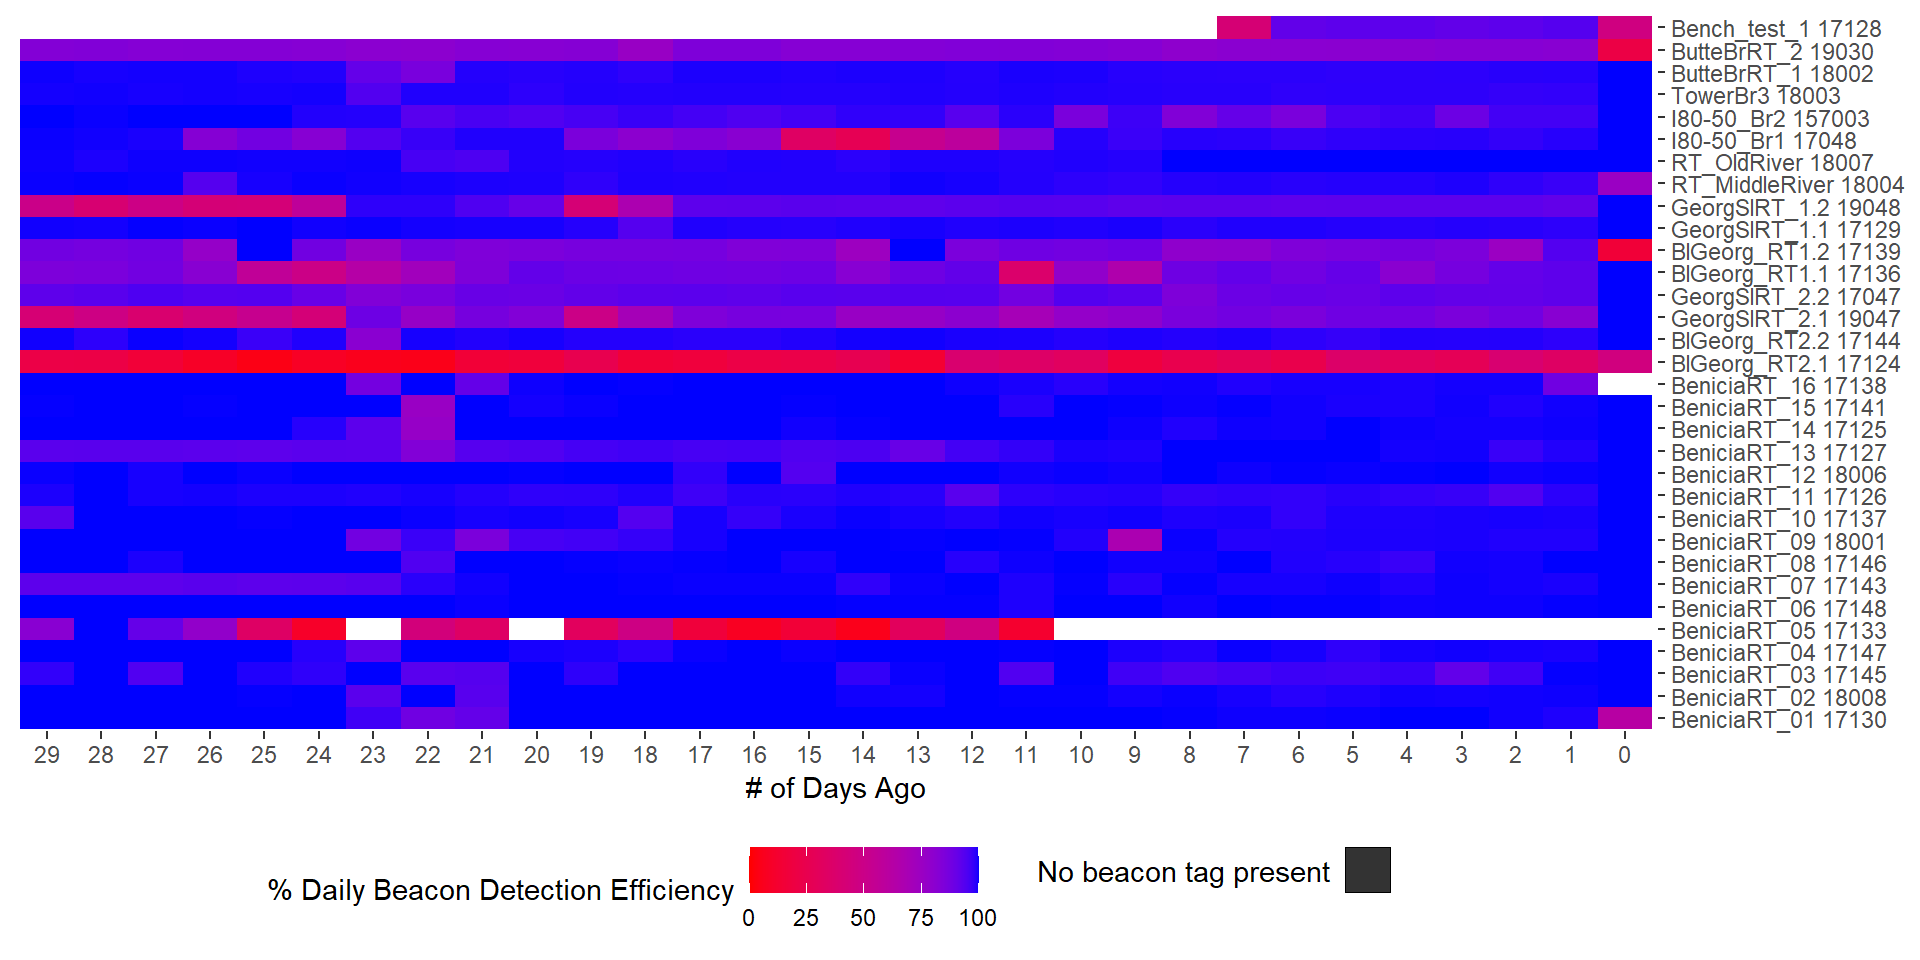 Bench_test_1 17128
ButteBrRT_2 19030
ButteBrRT_1 18002
TowerBr3 18003
I80-50_Br2 157003
I80-50_Br1 17048
RT_OldRiver 18007
RT_MiddleRiver 18004
GeorgSlRT_1.2 19048
GeorgSlRT_1.1 17129
BlGeorg_RT1.2 17139
BlGeorg_RT1.1 17136
GeorgSlRT_2.2 17047
GeorgSlRT_2.1 19047
BlGeorg_RT2.2 17144
BlGeorg_RT2.1 17124
BeniciaRT_16 17138
BeniciaRT_15 17141
BeniciaRT_14 17125
BeniciaRT_13 17127
BeniciaRT_12 18006
BeniciaRT_11 17126
BeniciaRT_10 17137
BeniciaRT_09 18001
BeniciaRT_08 17146
BeniciaRT_07 17143
BeniciaRT_06 17148
BeniciaRT_05 17133
BeniciaRT_04 17147
BeniciaRT_03 17145
BeniciaRT_02 18008
BeniciaRT_01 17130
29 28 27 26 25 24 23 22 21 20 19 18 17 16 15 14 13 12 11 10 9 8 7 6 5 4 3 2 1 0
# of Days Ago
% Daily Beacon Detection Efficiency
0 25 50 75 100
No beacon tag present